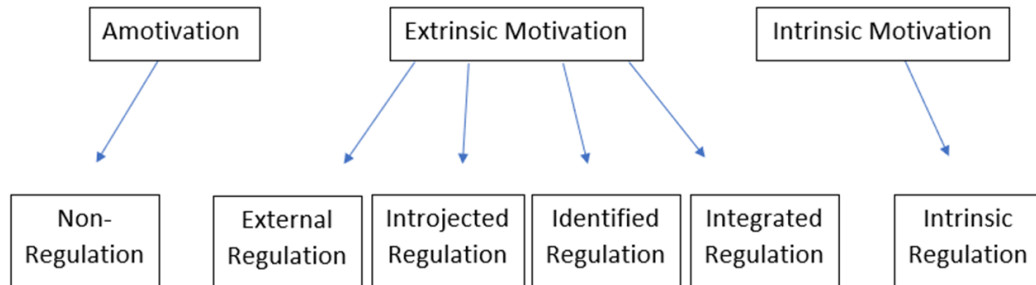 Amotivation
Extrinsic Motivation
Intrinsic Motivation
Non-
Regulation
External
Regulation
Introjected
Regulation
Identified
Regulation
Integrated
Regulation
Intrinsic
Regulation